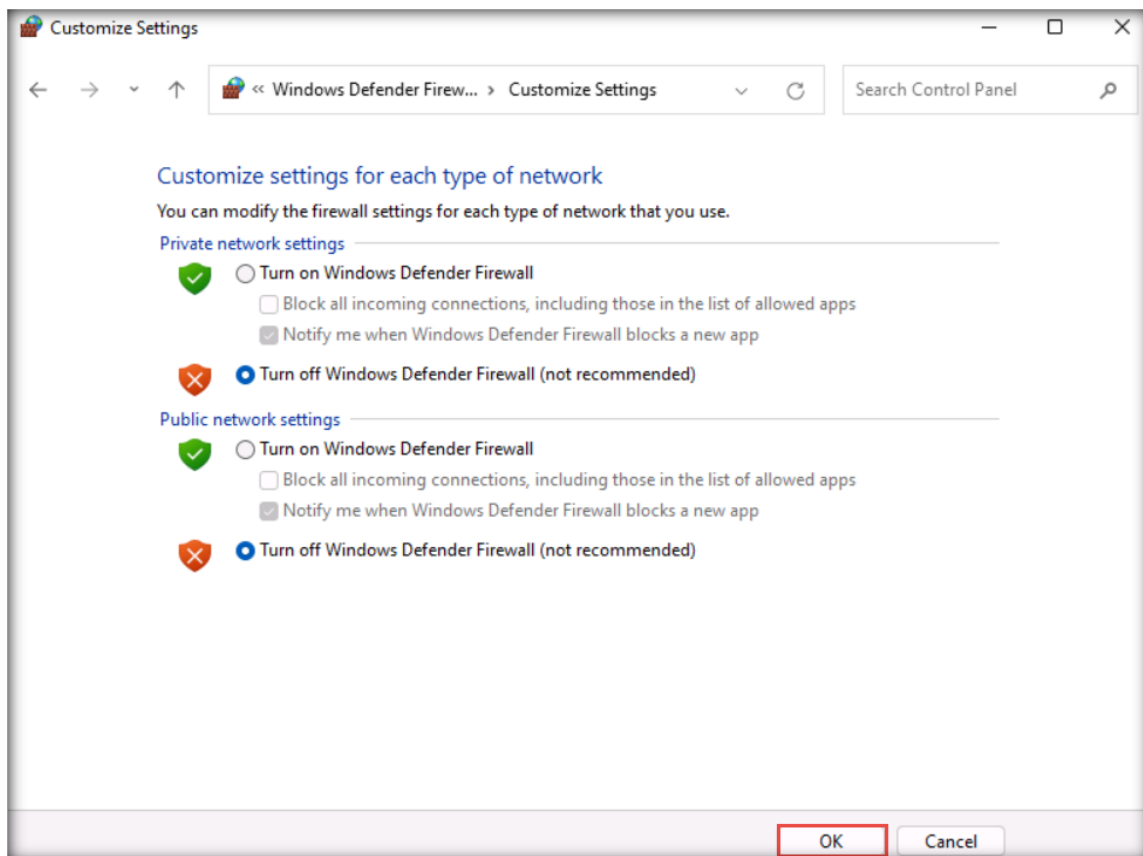 Customize Settings
« Windows Defender Firew... › Customize Settings
Search Control Panel
Customize settings for each type of network
You can modify the firewall settings for each type of network that you use.
Private network settings
Turn on Windows Defender Firewall
Block all incoming connections, including those in the list of allowed apps
Notify me when Windows Defender Firewall blocks a new app
Turn off Windows Defender Firewall (not recommended)
Public network settings
Turn on Windows Defender Firewall
Block all incoming connections, including those in the list of allowed apps
Notify me when Windows Defender Firewall blocks a new app
Turn off Windows Defender Firewall (not recommended)
OK
Cancel